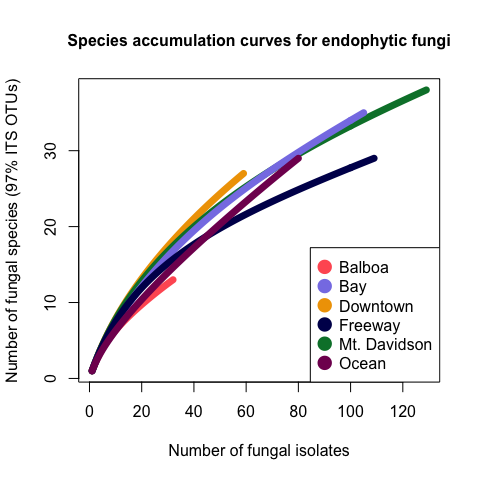 Species accumulation curves for endophytic fungi
Number of fungal species (97% ITS OTUs)
30
20
10
0
Balboa
Bay
Downtown
Freeway
Mt. Davidson
Ocean
0 20 40 60 80 100 120
Number of fungal isolates